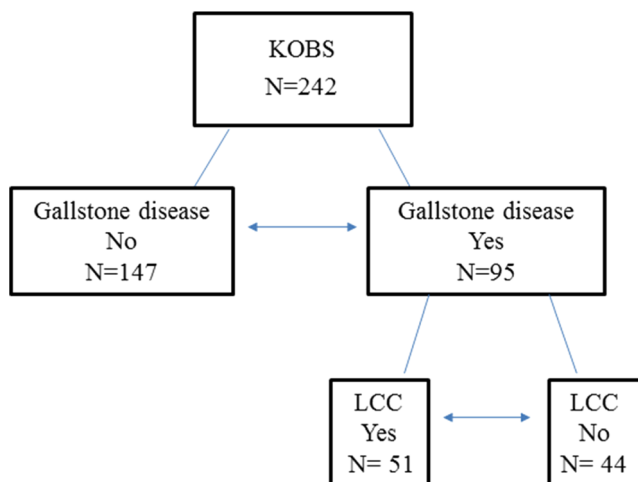 KOBS
N=242
Gallstone disease
No
N=147
Gallstone disease
Yes
N=95
LCC
Yes
N= 51
LCC
No
N= 44